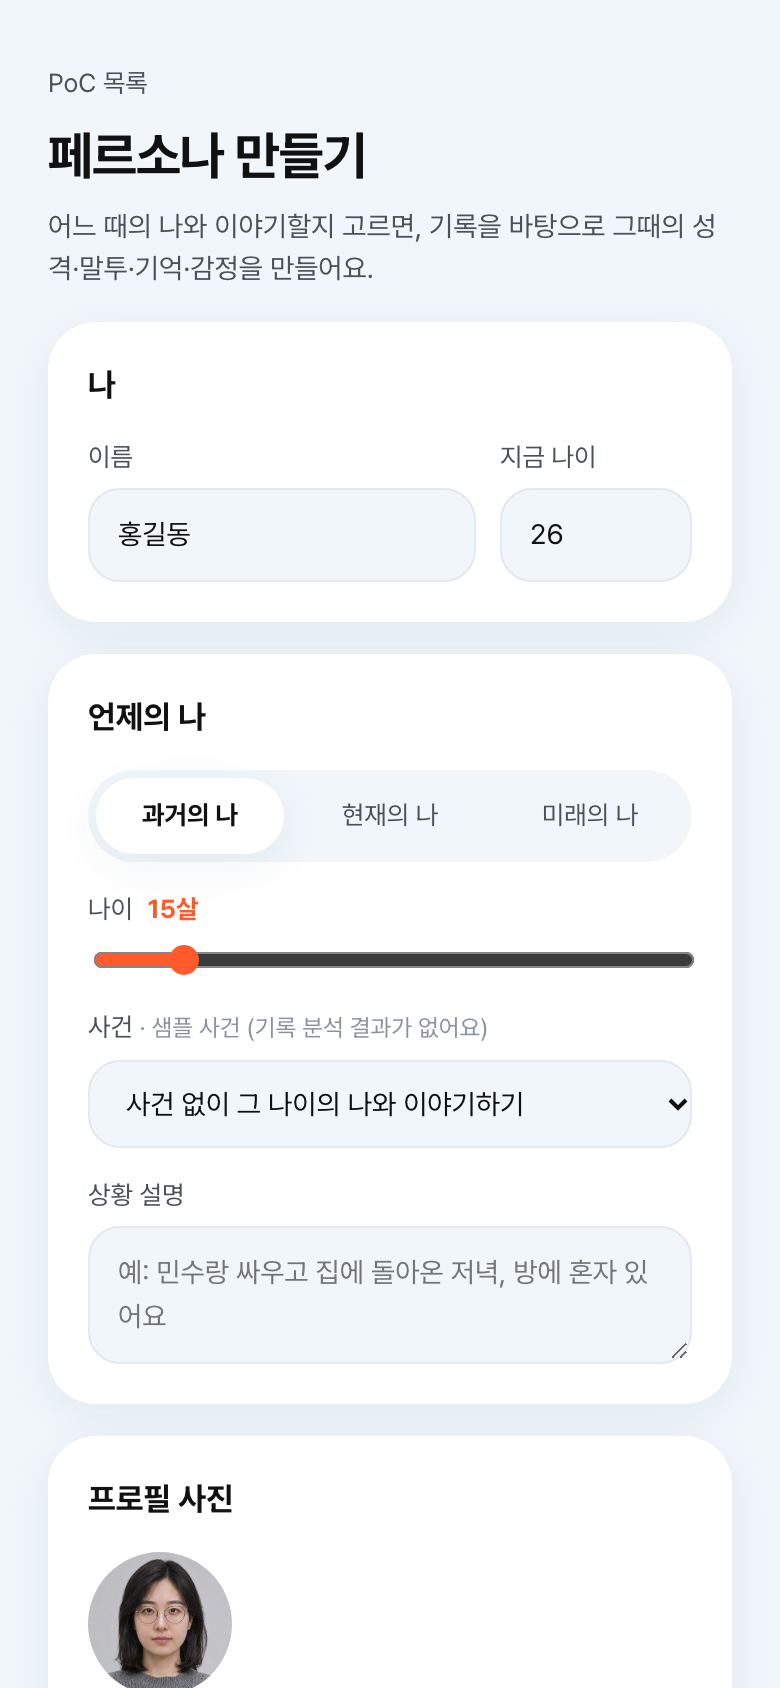 PoC 목록
페르소나 만들기
어느 때의 나와 이야기할지 고르면, 기록을 바탕으로 그때의 성
격·말투·기억·감정을 만들어요.
나
이름
지금 나이
홍길동
26
언제의 나
과거의 나
현재의 나
미래의 나
나이 15살
사건 · 샘플 사건 (기록 분석 결과가 없어요)
사건 없이 그 나이의 나와 이야기하기
상황 설명
예: 민수랑 싸우고 집에 돌아온 저녁, 방에 혼자 있
어요
프로필 사진